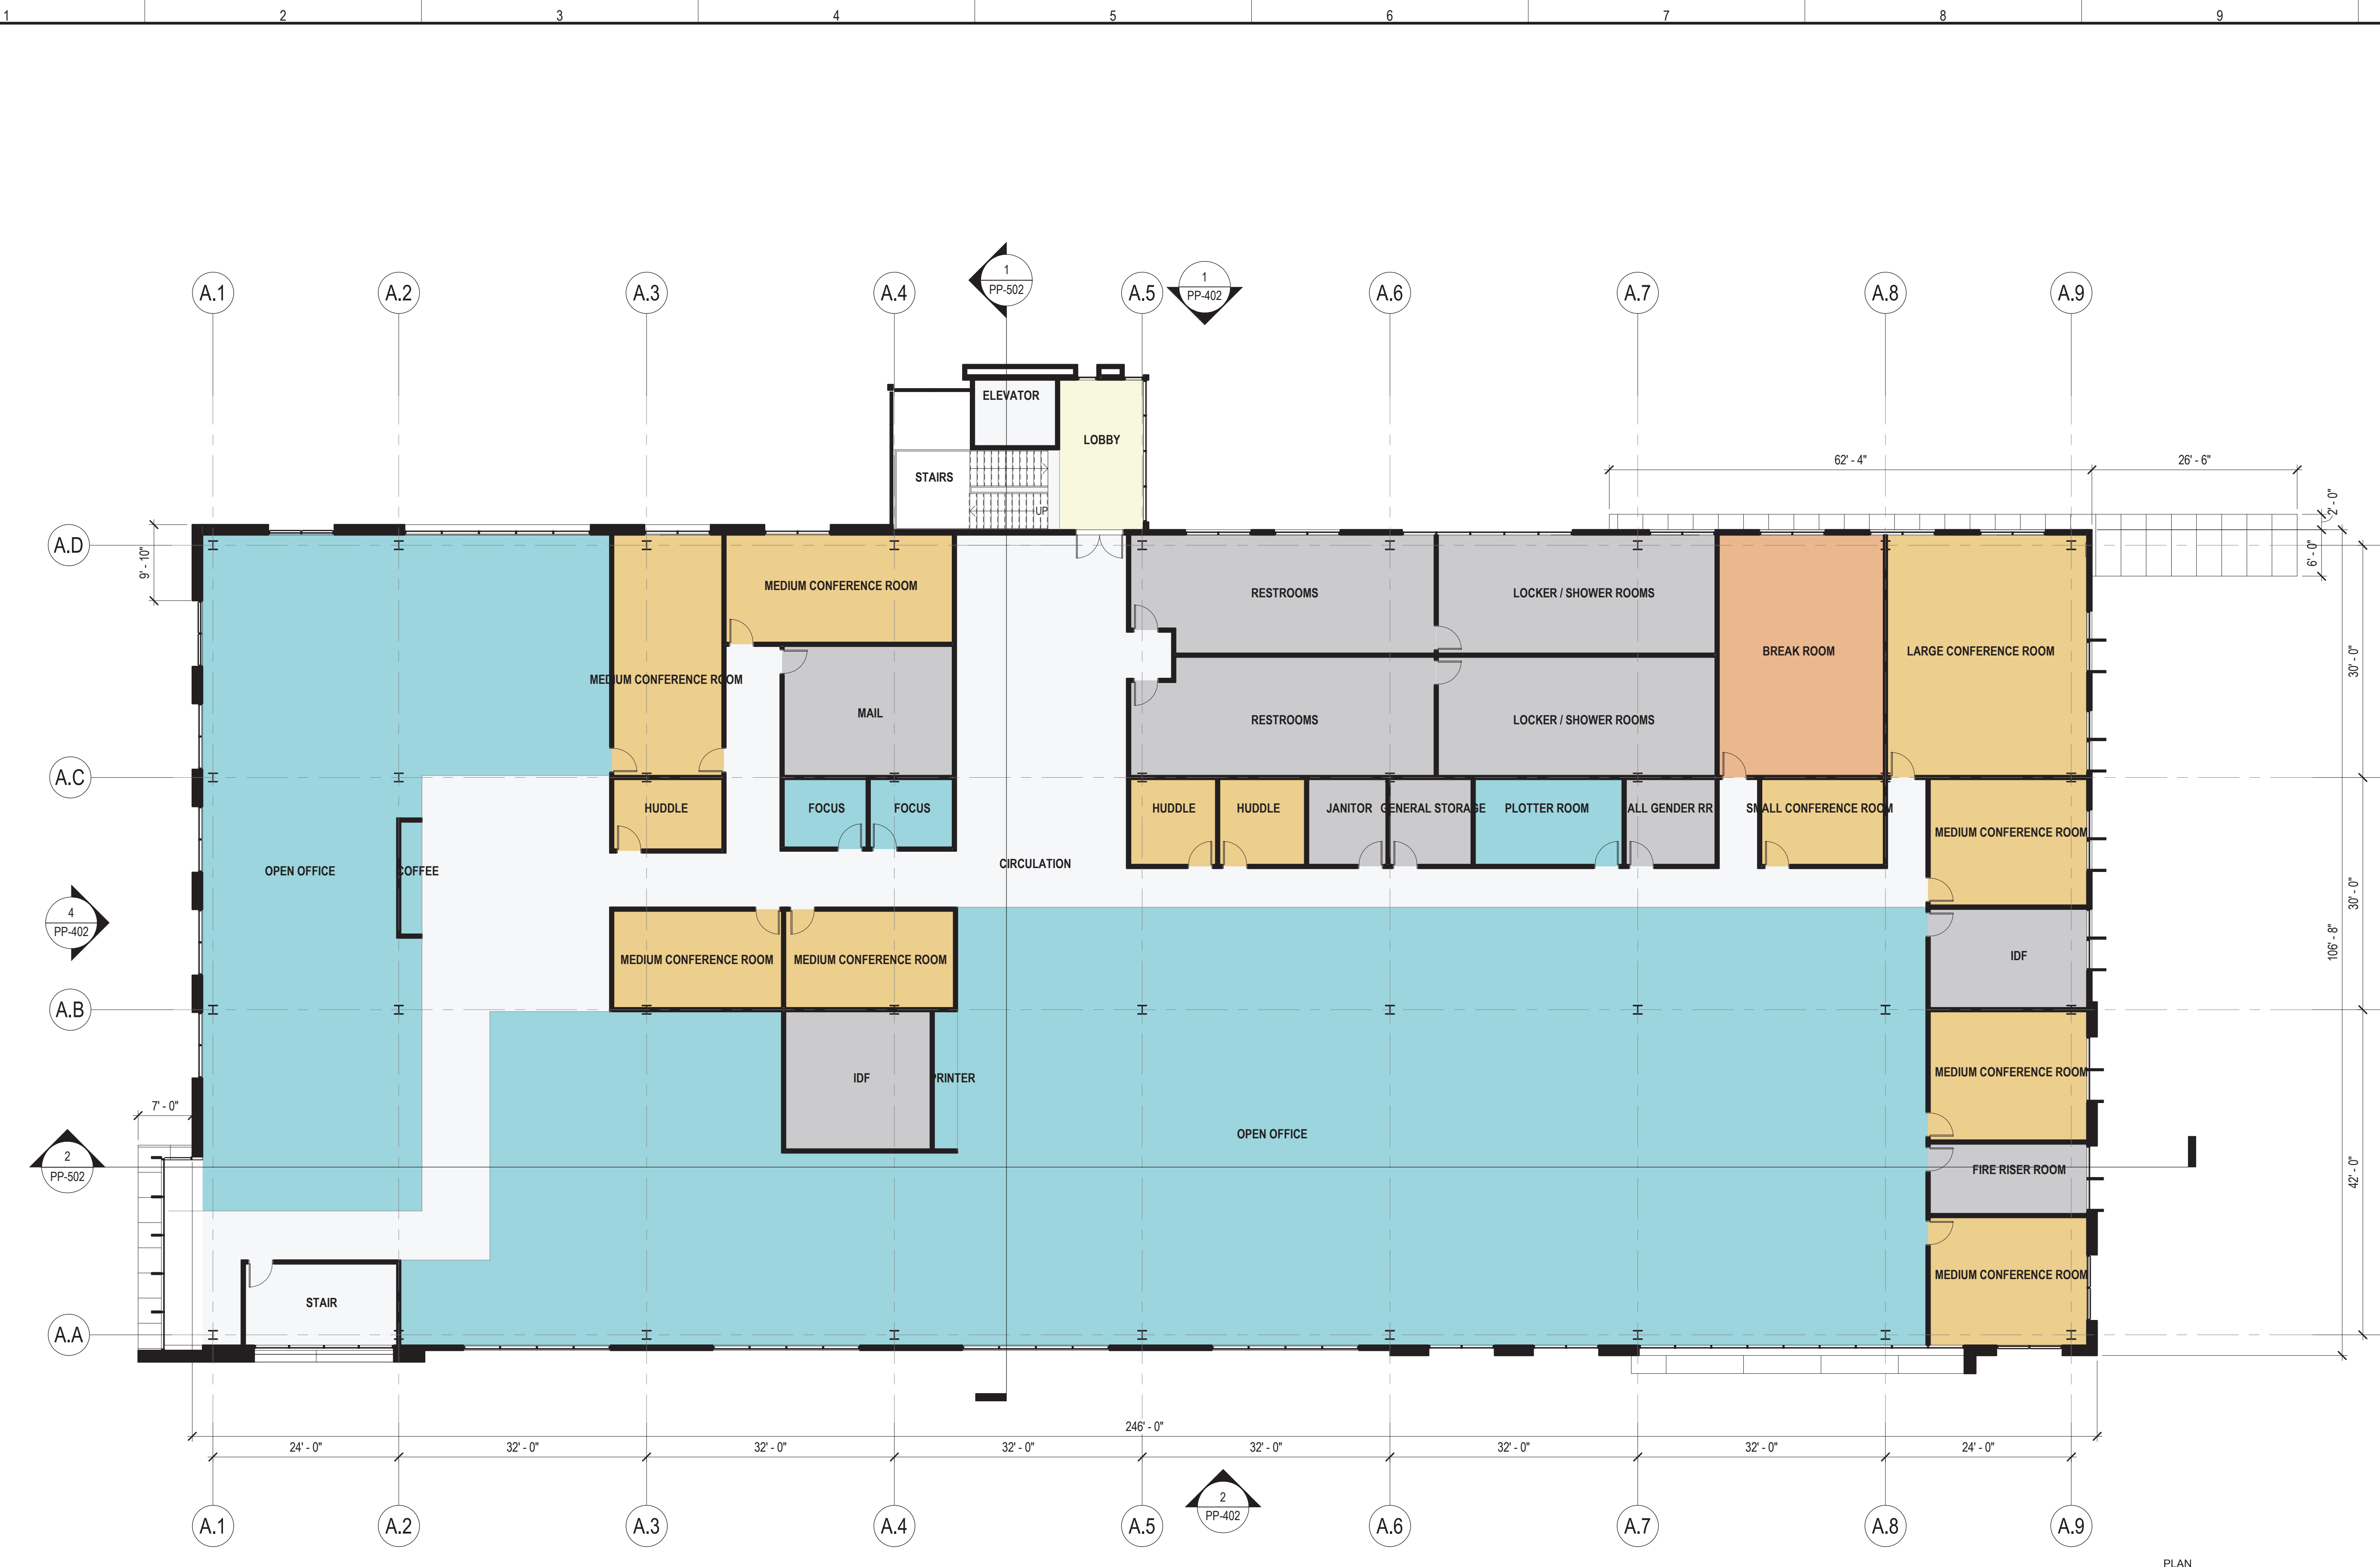 1
2
3
4
5
6
7
8
9
1
PP-502
1
PP-402
A.1
A.2
A.3
A.4
A.5
A.6
A.7
A.8
A.9
ELEVATOR
LOBBY
STAIRS
UP
62' - 4"
26' - 6"
2' - 0"
6' - 0"
A.D
9' - 10"
MEDIUM CONFERENCE ROOM
RESTROOMS
LOCKER / SHOWER ROOMS
BREAK ROOM
LARGE CONFERENCE ROOM
30' - 0"
MEDIUM CONFERENCE ROOM
MAIL
RESTROOMS
LOCKER / SHOWER ROOMS
A.C
HUDDLE
FOCUS
FOCUS
HUDDLE
HUDDLE
JANITOR
GENERAL STORAGE
PLOTTER ROOM
ALL GENDER RR
SMALL CONFERENCE ROOM
MEDIUM CONFERENCE ROOM
OPEN OFFICE
COFFEE
CIRCULATION
30' - 0"
106' - 8"
4
PP-402
MEDIUM CONFERENCE ROOM
MEDIUM CONFERENCE ROOM
IDF
A.B
IDF
PRINTER
MEDIUM CONFERENCE ROOM
7' - 0"
OPEN OFFICE
2
PP-502
FIRE RISER ROOM
42' - 0"
MEDIUM CONFERENCE ROOM
STAIR
A.A
246' - 0"
24' - 0"
32' - 0"
32' - 0"
32' - 0"
32' - 0"
32' - 0"
32' - 0"
24' - 0"
2
PP-402
A.1
A.2
A.3
A.4
A.5
A.6
A.7
A.8
A.9
PLAN